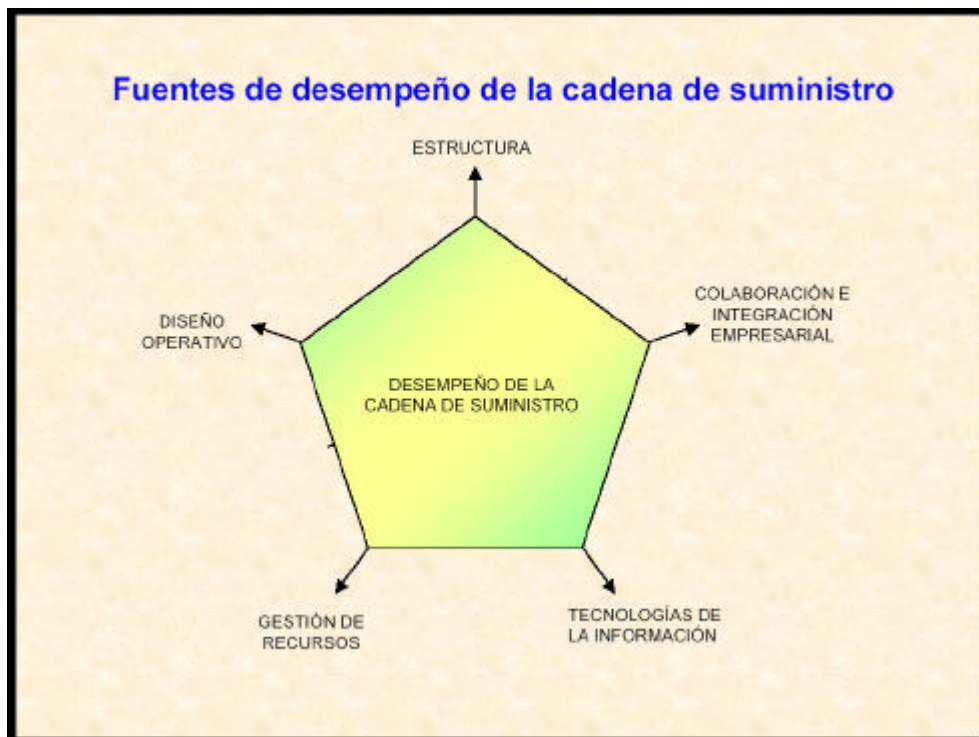 Fuentes de desempeño de la cadena de suministro
ESTRUCTURA
COLABORACIÓN E
INTEGRACIÓN
EMPRESARIAL
DISEÑO
OPERATIVO
DESEMPEÑO DE LA
CADENA DE SUMINISTRO
GESTIÓN DE
RECURSOS
TECNOLOGÍAS DE
LA INFORMACIÓN